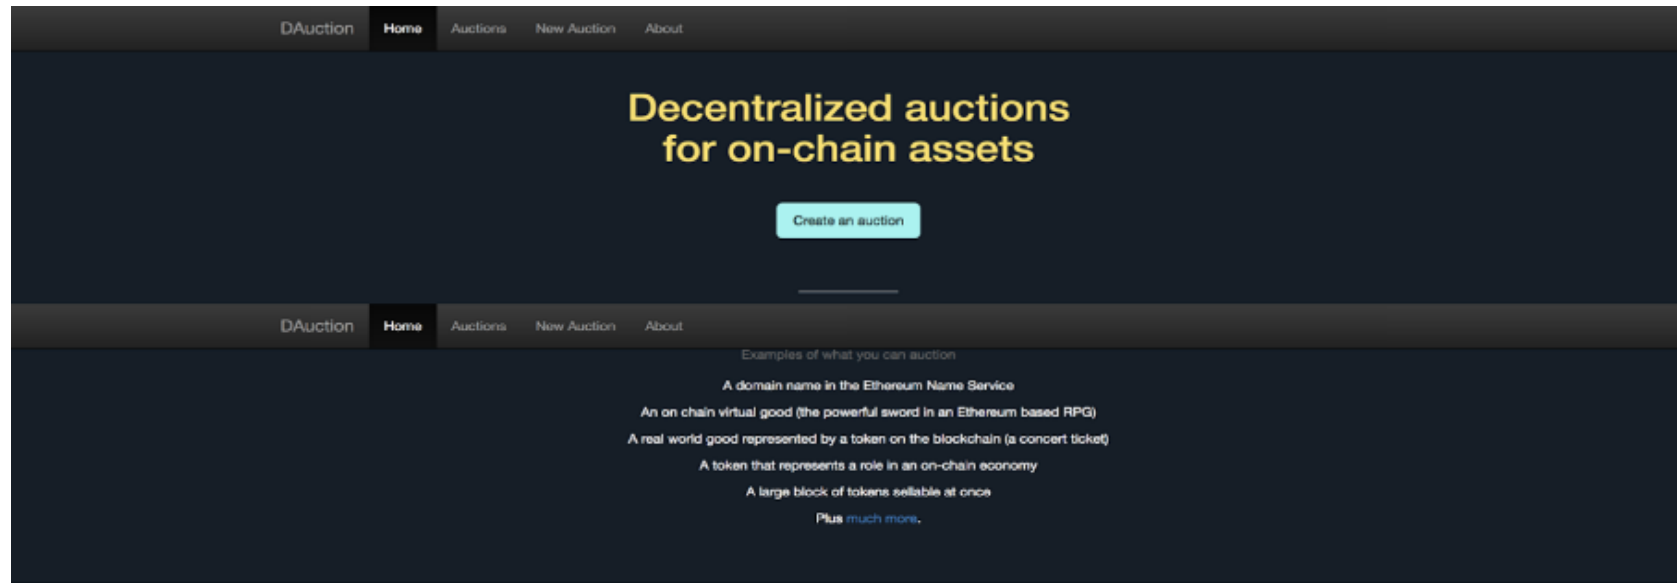 DAuction Home Auctions New Auction About
Decentralized auctions
for on-chain assets
Create an auction
DAuction Home Auctions New Auction About
Examples of what you can auction
A domain name in the Ethereum Name Service
An on chain virtual good (the powerful sword in an Ethereum based RPG)
A real world good represented by a token on the blockchain (a concert ticket)
A token that represents a role in an on-chain economy
A large block of tokens sellable at once
Plus much more.